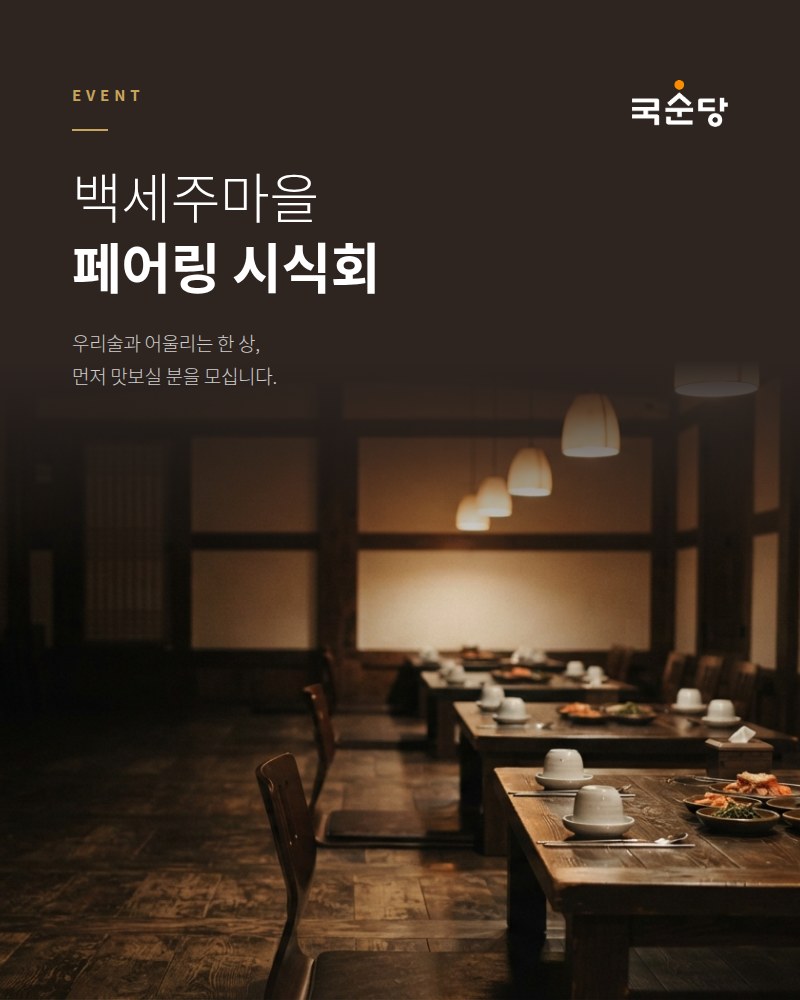 EVENT
국순당
백세주마을
페어링 시식회
우리술과 어울리는 한 상,
먼저 맛보실 분을 모십니다.